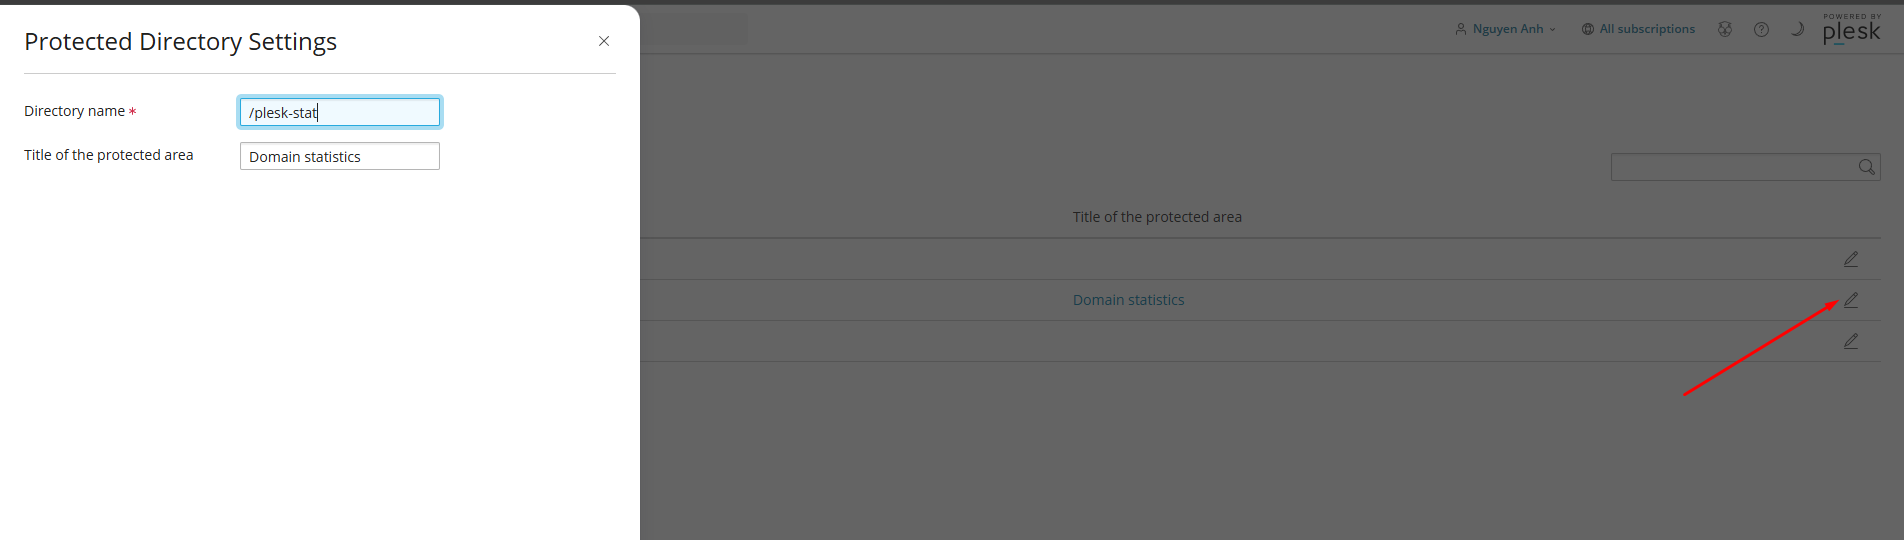 Protected Directory Settings
Nguyen Anh
All subscriptions
POWERED BY
plesk
Directory name *
/plesk-stat
Title of the protected area
Domain statistics
Title of the protected area
Domain statistics